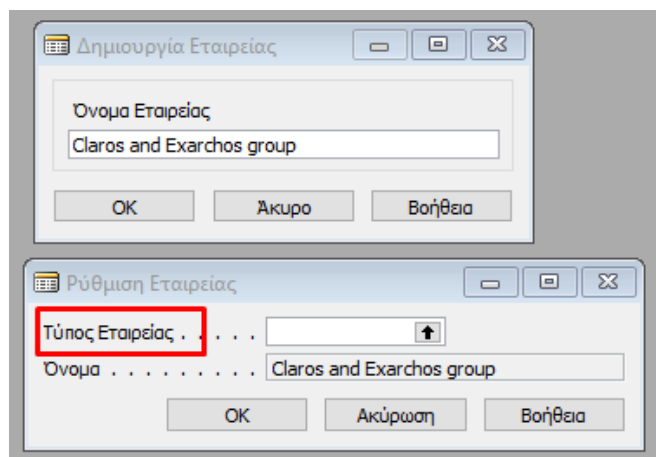 Δημιουργία Εταιρείας
Όνομα Εταιρείας
Claros and Exarchos group
OK Άκυρο Βοήθεια
Ρύθμιση Εταιρείας
Τύπος Εταιρείας . . . . .
Όνομα . . . . . . . . . Claros and Exarchos group
OK Ακύρωση Βοήθεια